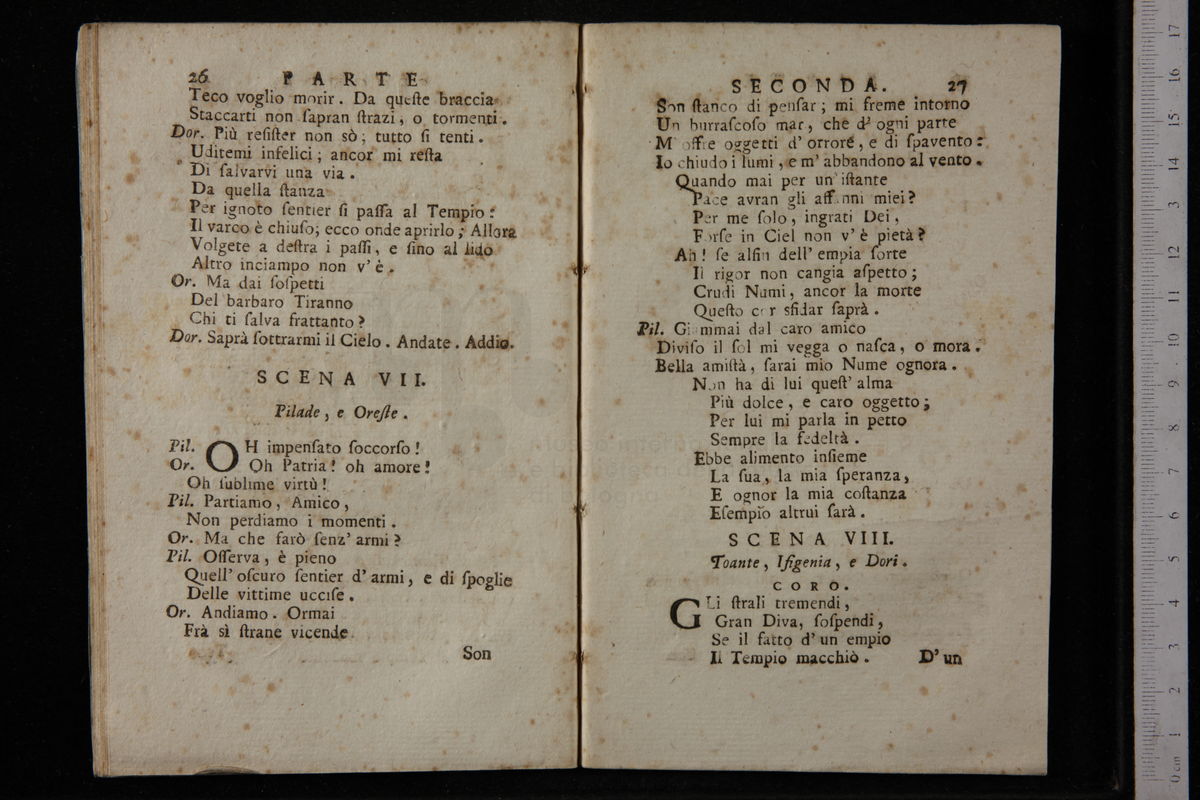 26 PARTE
Teco voglio morir. Da queſte braccia
Staccarti non ſapran ſtrazi, o tormenti.
Dor. Più reſiſter non sò; tutto ſi tenti.
Uditemi infelici; ancor mi reſta
Di ſalvarvi una via.
Da quella ſtanza
Per ignoto ſentier ſi paſſa al Tempio:
Il varco è chiuſo; ecco onde aprirlo; Allora
Volgete a deſtra i paſſi, e ſino al lido
Altro inciampo non v'è.
Or. Ma dai ſoſpetti
Del barbaro Tiranno
Chi ti ſalva frattanto?
Dor. Saprà ſottrarmi il Cielo. Andate. Addio.
SCENA VII.
Pilade, e Oreſte.
Pil. OH impenſato ſoccorſo!
Or. Oh Patria! oh amore!
Oh ſublime virtù!
Pil. Partiamo, Amico,
Non perdiamo i momenti.
Or. Ma che farò ſenz' armi?
Pil. Oſſerva, è pieno
Quell' oſcuro ſentier d' armi, e di ſpoglie
Delle vittime ucciſe.
Or. Andiamo. Ormai
Frà sì ſtrane vicende
Son
SECONDA. 27
Son ſtanco di penſar; mi freme intorno
Un burraſcoſo mar, che d' ogni parte
M' offre oggetti d' orrore, e di ſpavento:
Io chiudo i lumi, e m' abbandono al vento.
Quando mai per un' iſtante
Pace avran gli affanni miei?
Per me ſolo, ingrati Dei,
Forſe in Ciel non v' è pietà?
Ah! ſe alfin dell' empia ſorte
Il rigor non cangia aſpetto;
Crudi Numi, ancor la morte
Queſto cor sfidar ſaprà.
Pil. Giammai dal caro amico
Diviſo il ſol mi vegga o naſca, o mora.
Bella amiſtà, ſarai mio Nume ognora.
Non ha di lui queſt' alma
Più dolce, e caro oggetto;
Per lui mi parla in petto
Sempre la fedeltà.
Ebbe alimento inſieme
La ſua, la mia ſperanza,
E ognor la mia coſtanza
Eſempio altrui ſarà.
SCENA VIII.
Toante, Ifigenia, e Dori.
CORO.
GLi ſtrali tremendi,
Gran Diva, ſoſpendi,
Se il fatto d' un empio
Il Tempio macchiò.
D' un